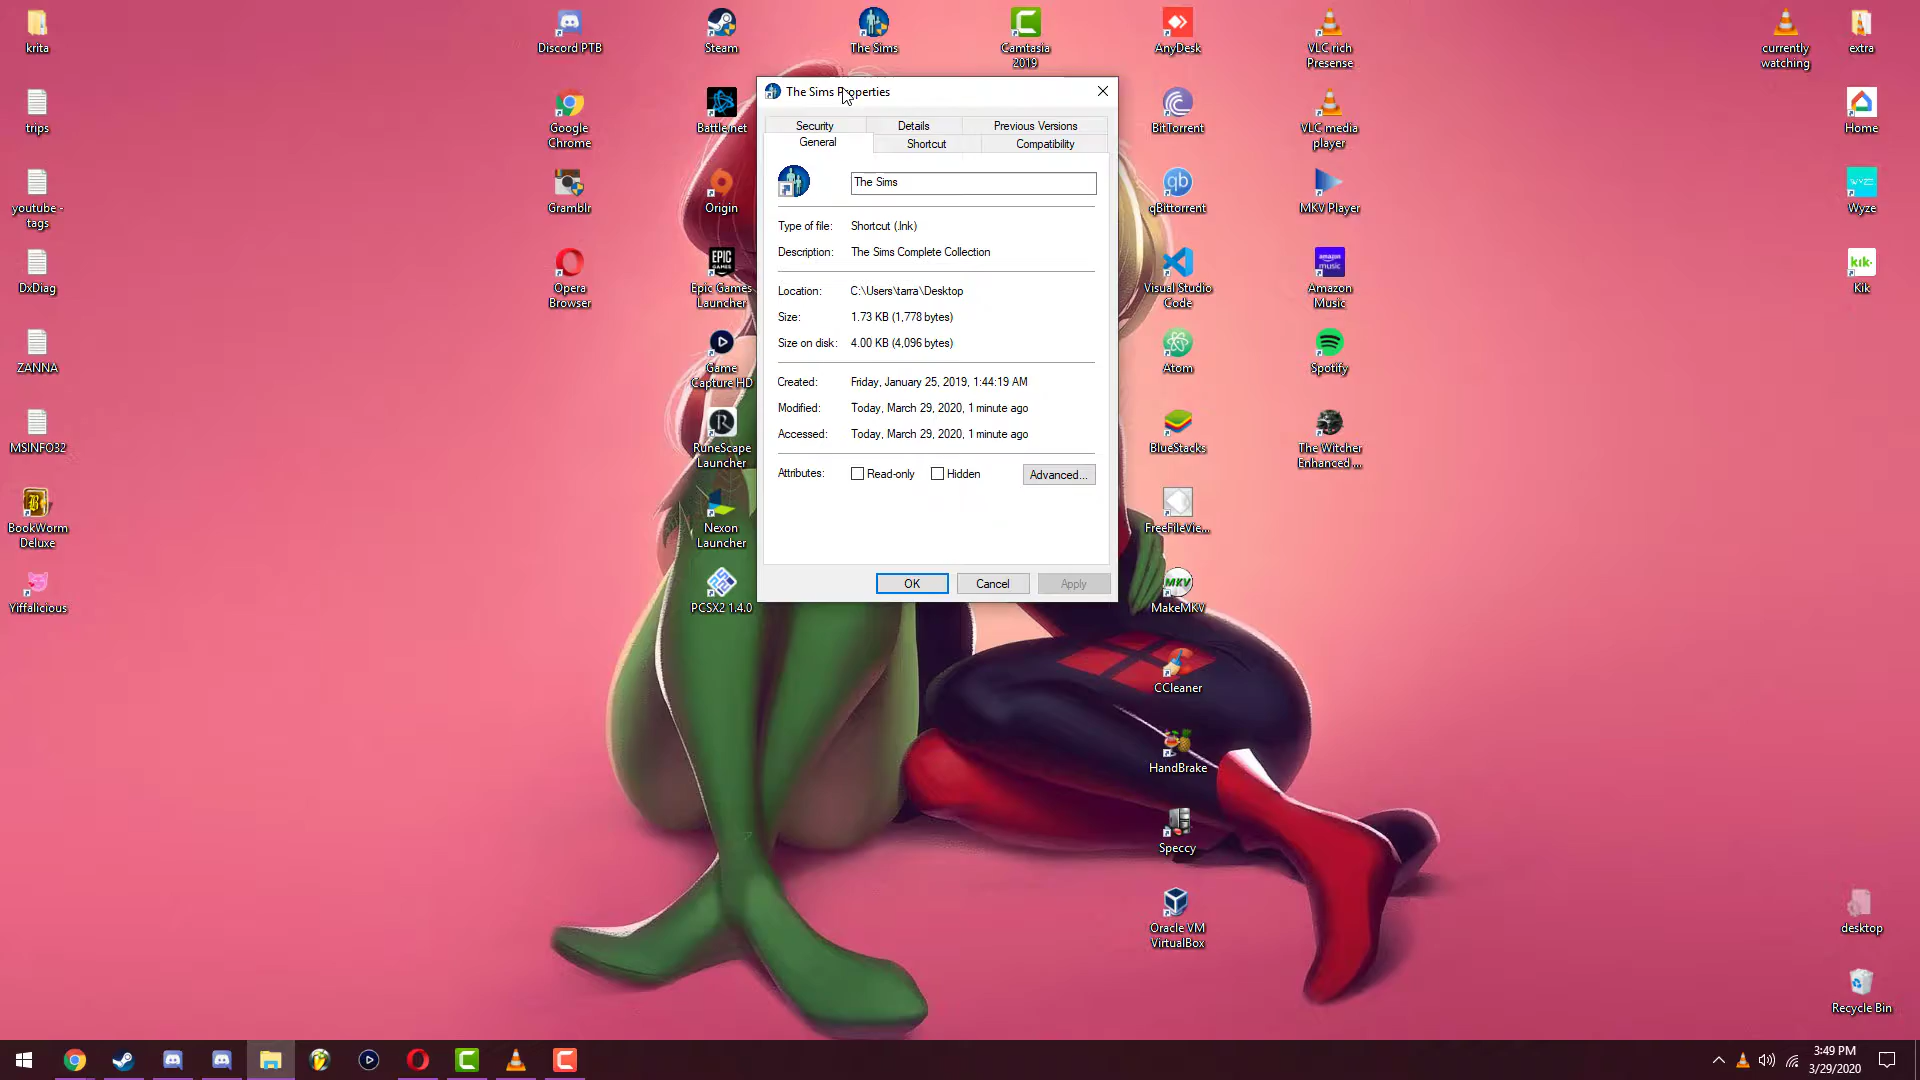 krita
trips
youtube -
tags
DxDiag
ZANNA
MSINFO32
BookWorm
Deluxe
Yiffalicious
Discord PTB
Google
Chrome
Gramblr
Opera
Browser
Steam
Battle.net
Origin
EPIC
GAMES
Epic Games
Launcher
Game
Capture HD
RuneScape
Launcher
Nexon
Launcher
PCSX2 1.4.0
The Sims
Camtasia
2019
AnyDesk
BitTorrent
qb
qBittorrent
Visual Studio
Code
Atom
BlueStacks
FreeFileVie...
MKV
MakeMKV
CCleaner
HandBrake
Speccy
Oracle VM
VirtualBox
VLC rich
Presense
VLC media
player
MKV Player
amazon
music
Amazon
Music
Spotify
The Witcher
Enhanced ...
currently
watching
extra
Home
WYZE
Wyze
kik
Kik
desktop
Recycle Bin
The Sims Properties
Security
Details
Previous Versions
General
Shortcut
Compatibility
The Sims
Type of file: Shortcut (.lnk)
Description: The Sims Complete Collection
Location: C:\Users\tarra\Desktop
Size: 1.73 KB (1,778 bytes)
Size on disk: 4.00 KB (4,096 bytes)
Created: Friday, January 25, 2019, 1:44:19 AM
Modified: Today, March 29, 2020, 1 minute ago
Accessed: Today, March 29, 2020, 1 minute ago
Attributes: Read-only Hidden Advanced...
OK Cancel Apply
3:49 PM
3/29/2020